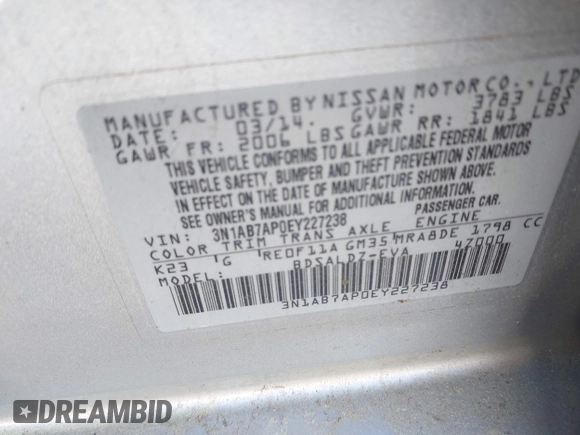 MANUFACTURED BY NISSAN MOTOR CO., LTD
DATE: 03/14. GVWR: 3783 LBS
GAWR FR: 2006 LBS GAWR RR: 1841 LBS
THIS VEHICLE CONFORMS TO ALL APPLICABLE FEDERAL MOTOR
VEHICLE SAFETY, BUMPER AND THEFT PREVENTION STANDARDS
IN EFFECT ON THE DATE OF MANUFACTURE SHOWN ABOVE.
SEE OWNER'S MANUAL FOR ADDITIONAL INFORMATION.
VIN: 3N1AB7AP0EY227238 PASSENGER CAR.
COLOR TRIM TRANS AXLE ENGINE
K23 'G RE0F11A GM35 MRA8DE 1798 CC
MODEL: BDSALDZ-EVA 47000
3N1AB7AP0EY227238
DREAMBID